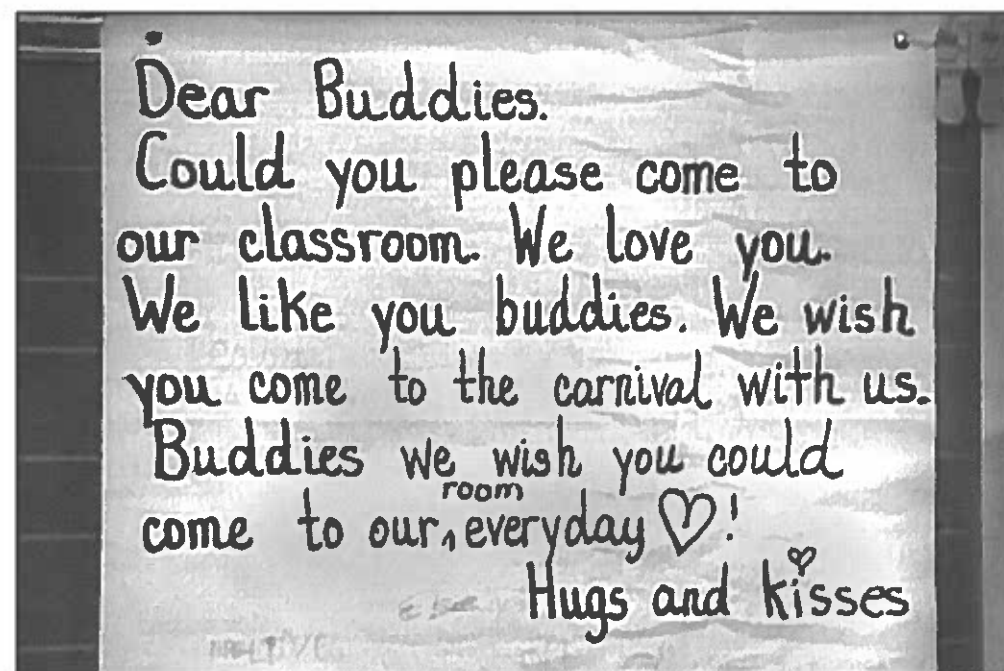 Dear Buddies.
Could you please come to
our classroom. We love you.
We like you buddies. We wish
you come to the carnival with us.
Buddies we wish you could
come to our room everyday ♡!
Hugs and kisses